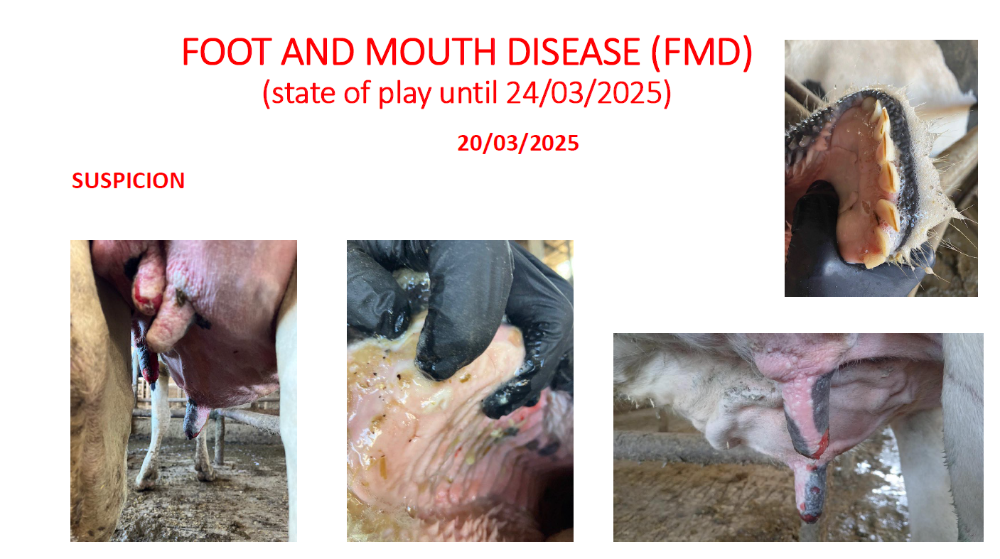 FOOT AND MOUTH DISEASE (FMD)
(state of play until 24/03/2025)
20/03/2025
SUSPICION